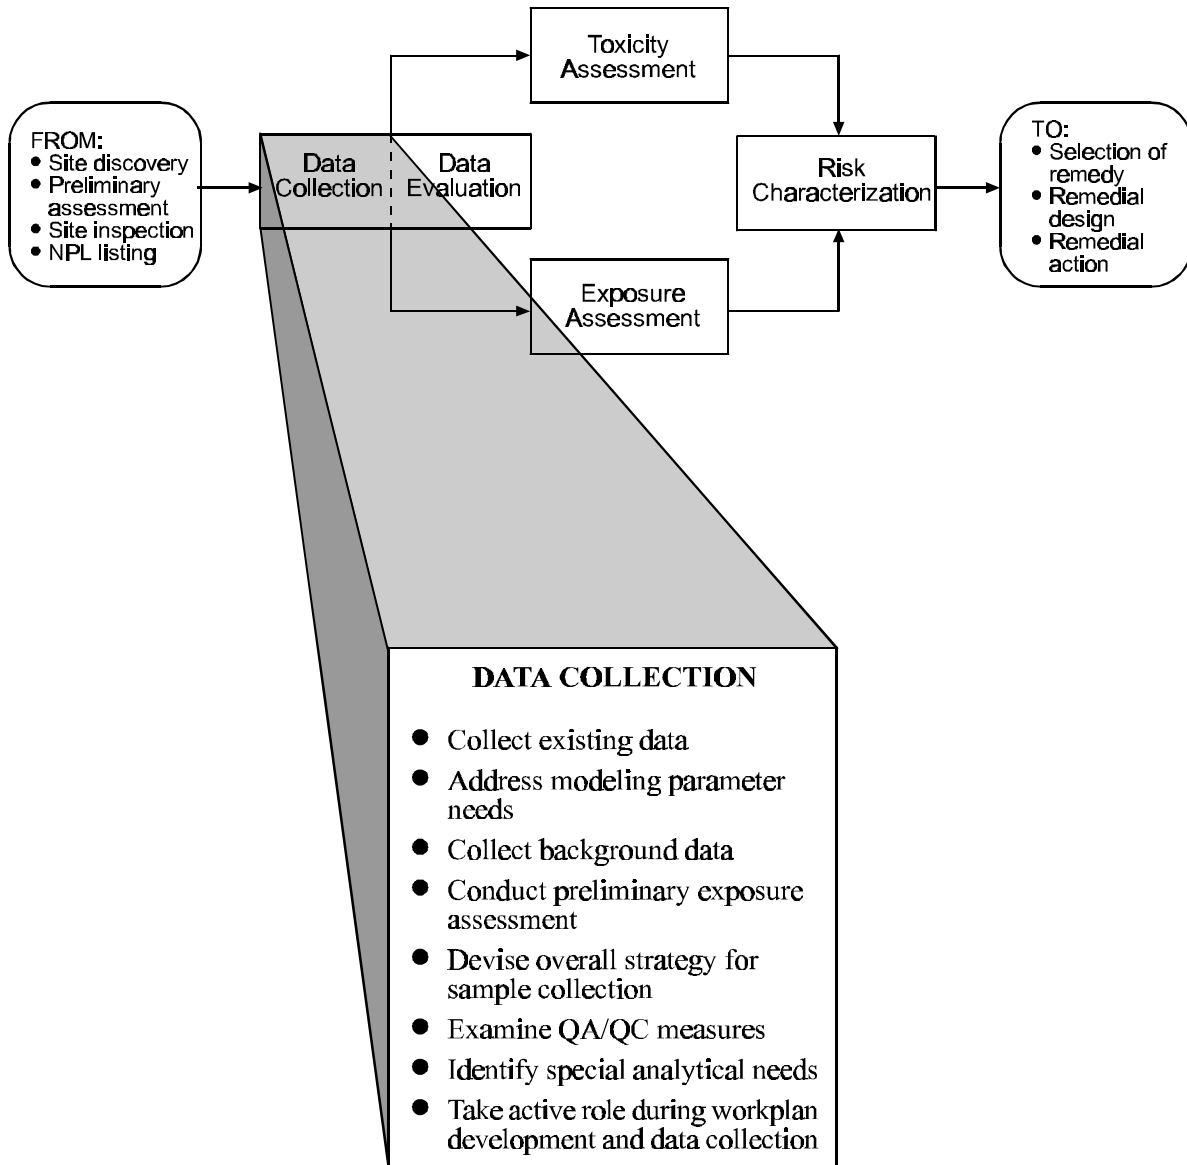 Toxicity
Assessment
FROM:
● Site discovery
● Preliminary
assessment
● Site inspection
● NPL listing
Data
Collection
Data
Evaluation
Risk
Characterization
TO:
● Selection of
remedy
● Remedial
design
● Remedial
action
Exposure
Assessment
DATA COLLECTION
● Collect existing data
● Address modeling parameter
needs
● Collect background data
● Conduct preliminary exposure
assessment
● Devise overall strategy for
sample collection
● Examine QA/QC measures
● Identify special analytical needs
● Take active role during workplan
development and data collection